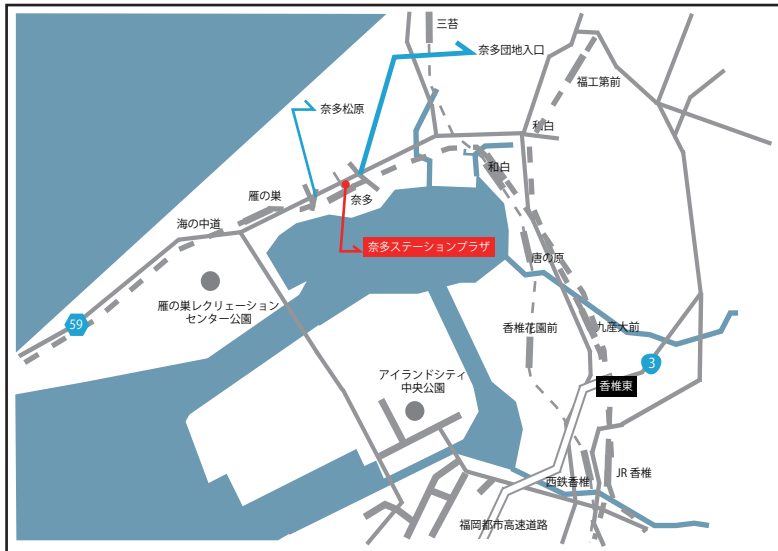 三苫
奈多団地入口
福工第前
奈多松原
和白
和白
雁の巣
奈多
海の中道
奈多ステーションプラザ
唐の原
雁の巣レクリェーション
センター公園
59
香椎花園前
九産大前
3
アイランドシティ
中央公園
香椎東
西鉄香椎
JR 香椎
福岡都市高速道路